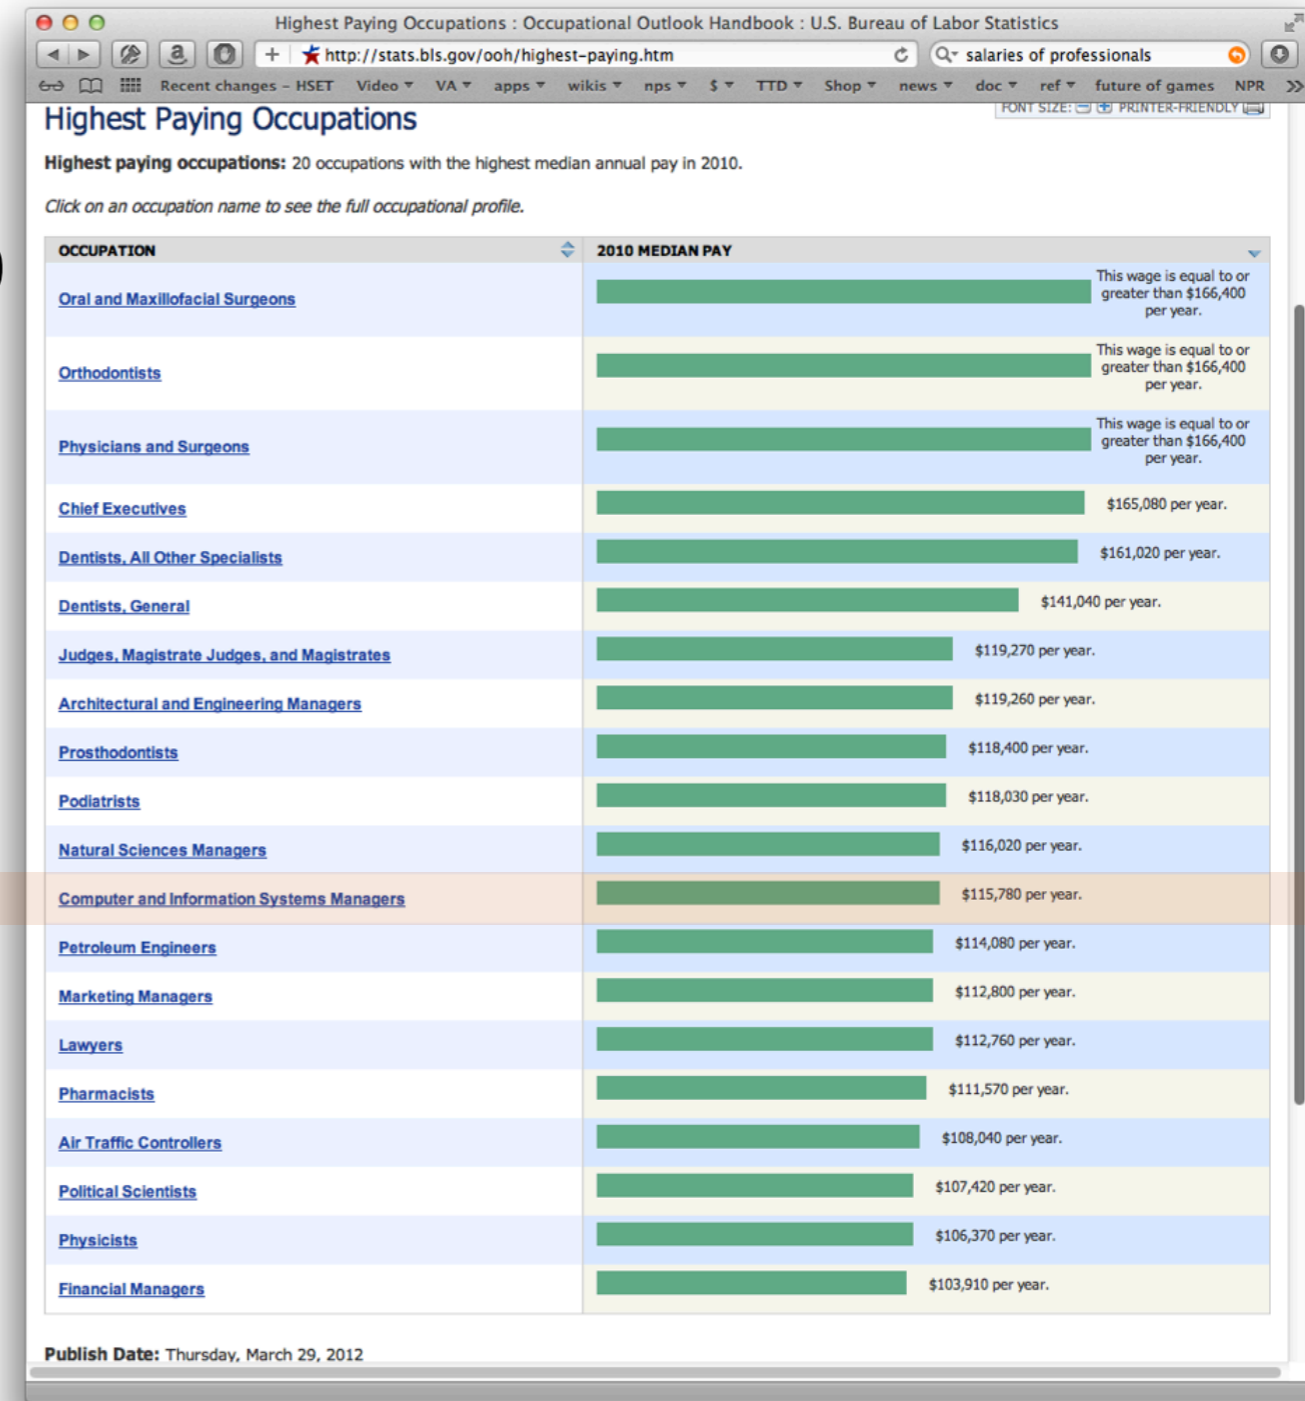 Highest Paying Occupations : Occupational Outlook Handbook : U.S. Bureau of Labor Statistics
http://stats.bls.gov/ooh/highest-paying.htm
salaries of professionals
Recent changes – HSET Video VA apps wikis nps $ TTD Shop news doc ref future of games NPR
Highest Paying Occupations
FONT SIZE: PRINTER-FRIENDLY
Highest paying occupations: 20 occupations with the highest median annual pay in 2010.
Click on an occupation name to see the full occupational profile.
OCCUPATION 2010 MEDIAN PAY
Oral and Maxillofacial Surgeons
This wage is equal to or
greater than $166,400
per year.
Orthodontists
This wage is equal to or
greater than $166,400
per year.
Physicians and Surgeons
This wage is equal to or
greater than $166,400
per year.
Chief Executives $165,080 per year.
Dentists, All Other Specialists $161,020 per year.
Dentists, General $141,040 per year.
Judges, Magistrate Judges, and Magistrates $119,270 per year.
Architectural and Engineering Managers $119,260 per year.
Prosthodontists $118,400 per year.
Podiatrists $118,030 per year.
Natural Sciences Managers $116,020 per year.
Computer and Information Systems Managers $115,780 per year.
Petroleum Engineers $114,080 per year.
Marketing Managers $112,800 per year.
Lawyers $112,760 per year.
Pharmacists $111,570 per year.
Air Traffic Controllers $108,040 per year.
Political Scientists $107,420 per year.
Physicists $106,370 per year.
Financial Managers $103,910 per year.
Publish Date: Thursday, March 29, 2012